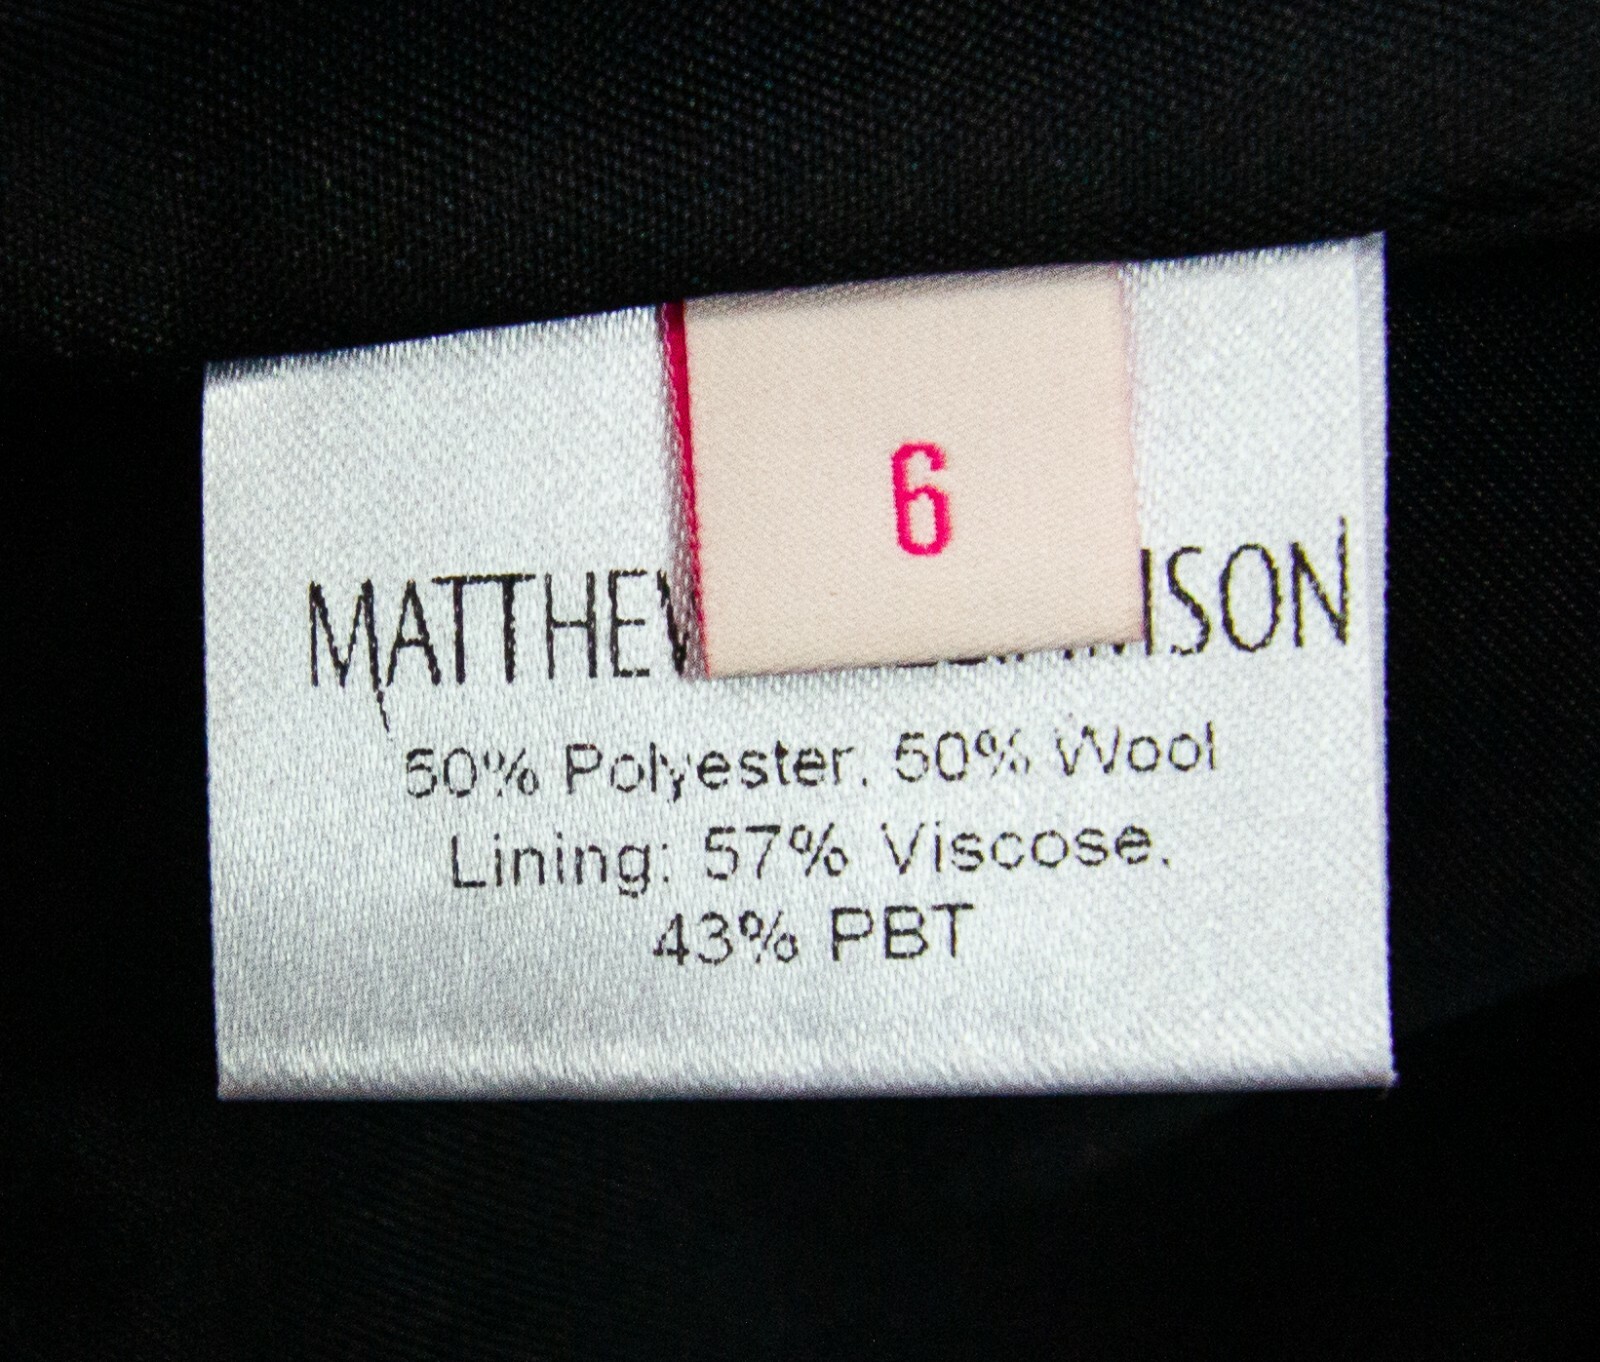 6
MATTHEW ISON
50% Polyester, 50% Wool
Lining: 57% Viscose,
43% PBT